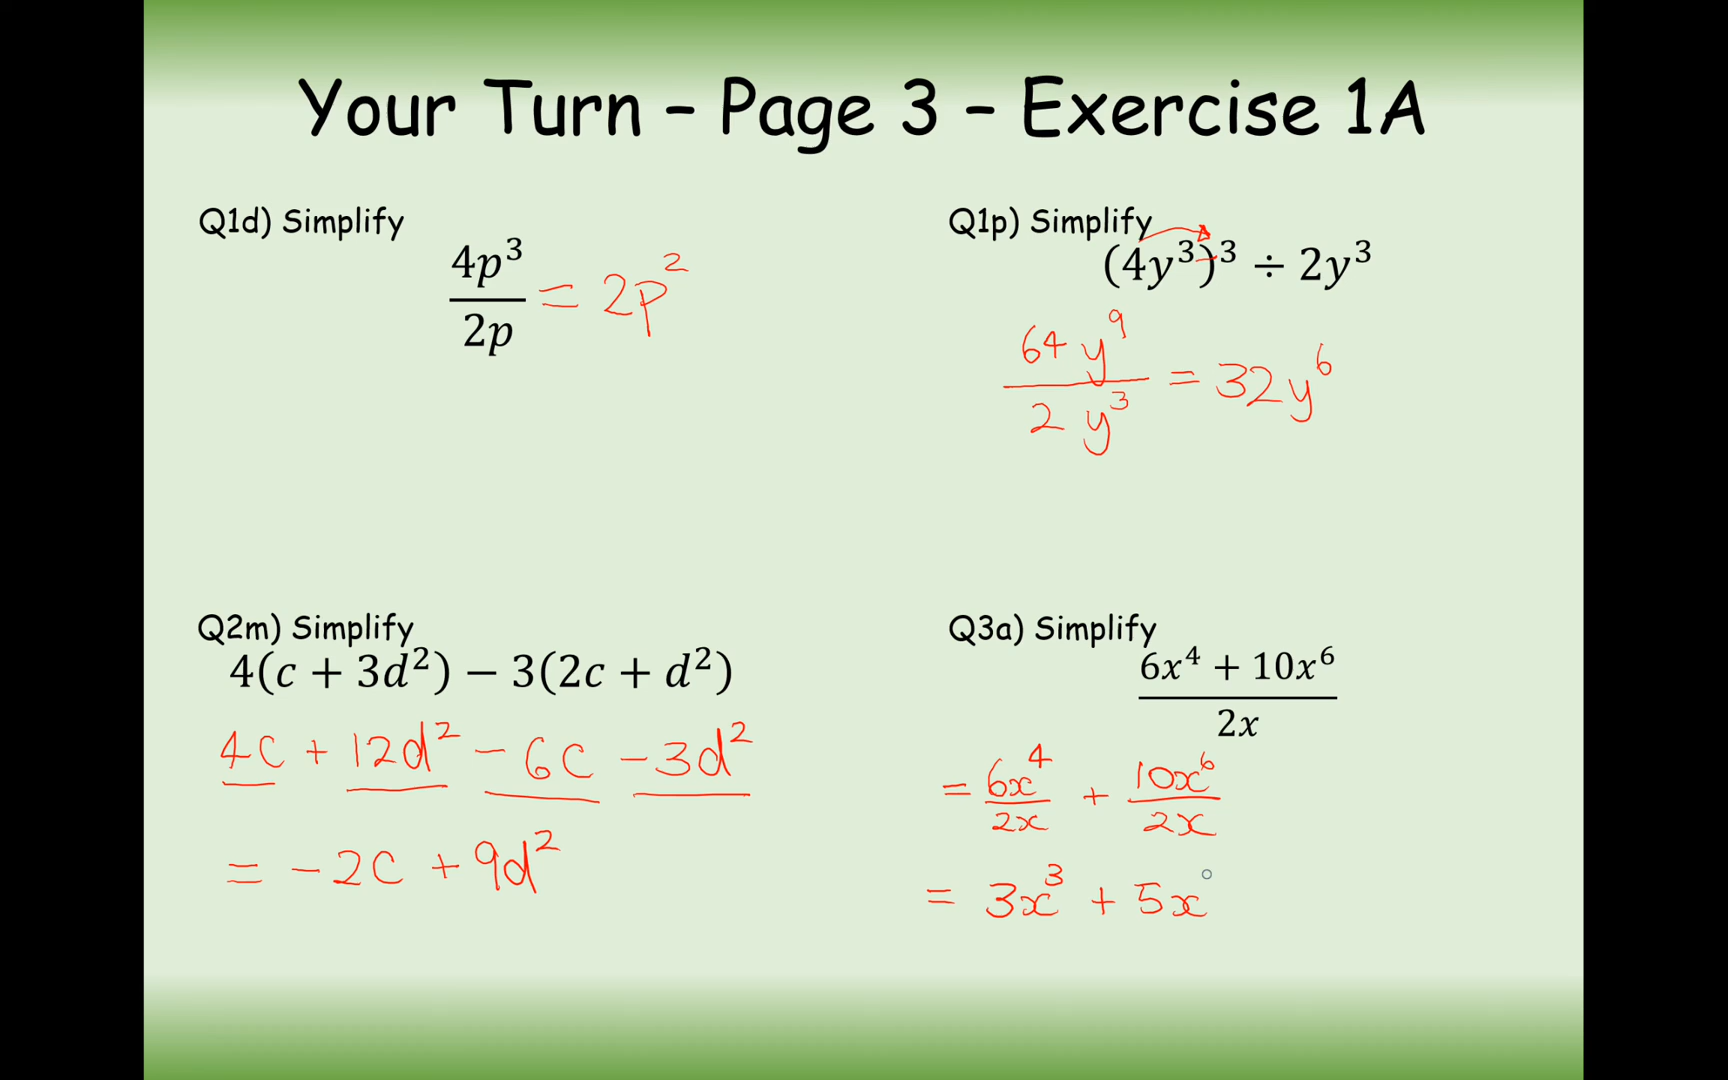 Your Turn – Page 3 – Exercise 1A
Q1d) Simplify
4p³/2p = 2p²
Q1p) Simplify
(4y³)³ ÷ 2y³
64y⁹/2y³ = 32y⁶
Q2m) Simplify
4(c + 3d²) − 3(2c + d²)
4c + 12d² − 6c − 3d²
= −2c + 9d²
Q3a) Simplify
6x⁴ + 10x⁶/2x
= 6x⁴/2x + 10x⁶/2x
= 3x³ + 5x